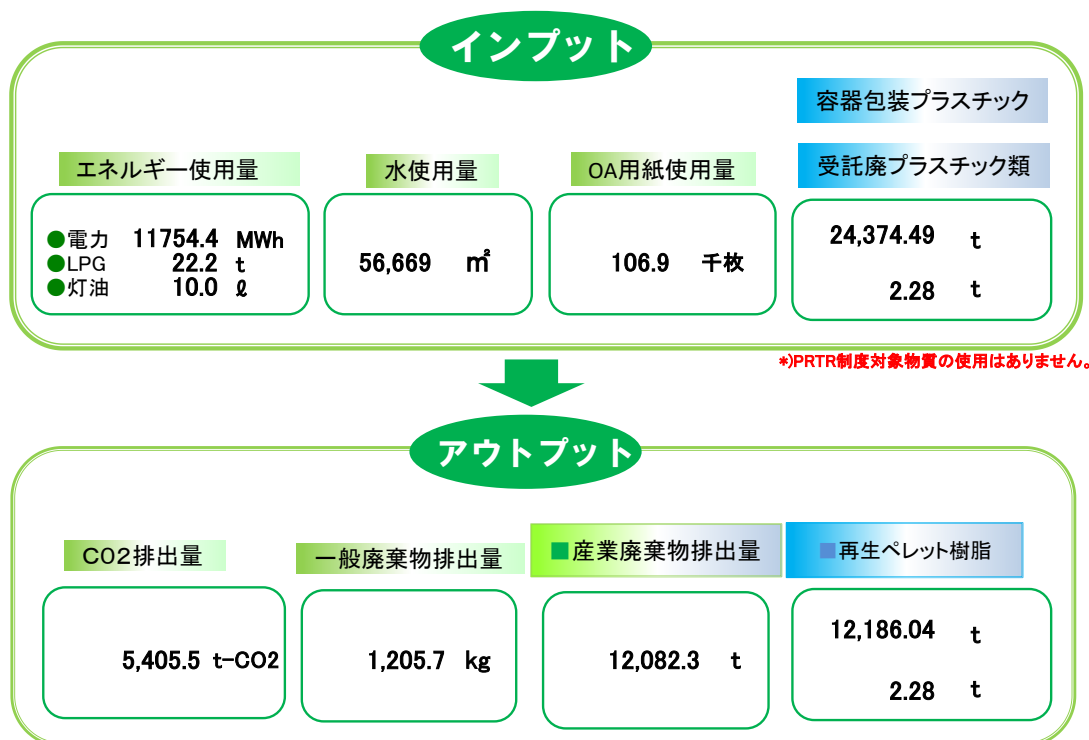 インプット
容器包装プラスチック
エネルギー使用量
水使用量
OA用紙使用量
受託廃プラスチック類
●電力 11754.4 MWh
●LPG 22.2 t
●灯油 10.0 ℓ
56,669 ㎥
106.9 千枚
24,374.49 t
2.28 t
*)PRTR制度対象物質の使用はありません。
アウトプット
CO2排出量
一般廃棄物排出量
■産業廃棄物排出量
■再生ペレット樹脂
5,405.5 t-CO2
1,205.7 kg
12,082.3 t
12,186.04 t
2.28 t